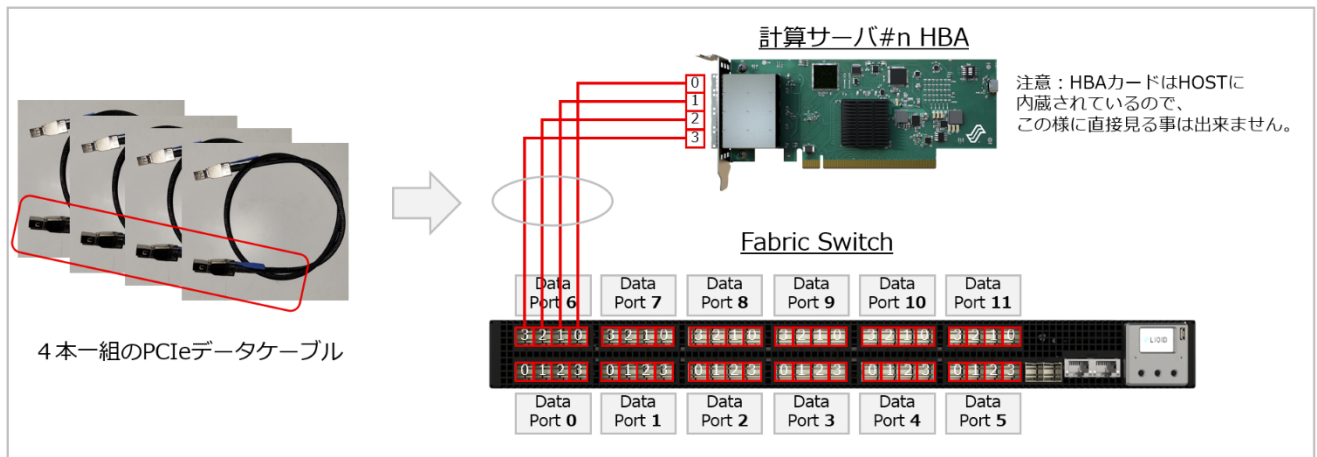 計算サーバ#n HBA
0
1
2
3
注意：HBAカードはHOSTに
内蔵されているので、
この様に直接見る事は出来ません。
４本一組のPCIeデータケーブル
Fabric Switch
Data Port 6
Data Port 7
Data Port 8
Data Port 9
Data Port 10
Data Port 11
3 2 1 0 3 2 1 0 3 2 1 0 3 2 1 0 3 2 1 0 3 2 1 0
LIQID
0 1 2 3 0 1 2 3 0 1 2 3 0 1 2 3 0 1 2 3 0 1 2 3
Data Port 0
Data Port 1
Data Port 2
Data Port 3
Data Port 4
Data Port 5